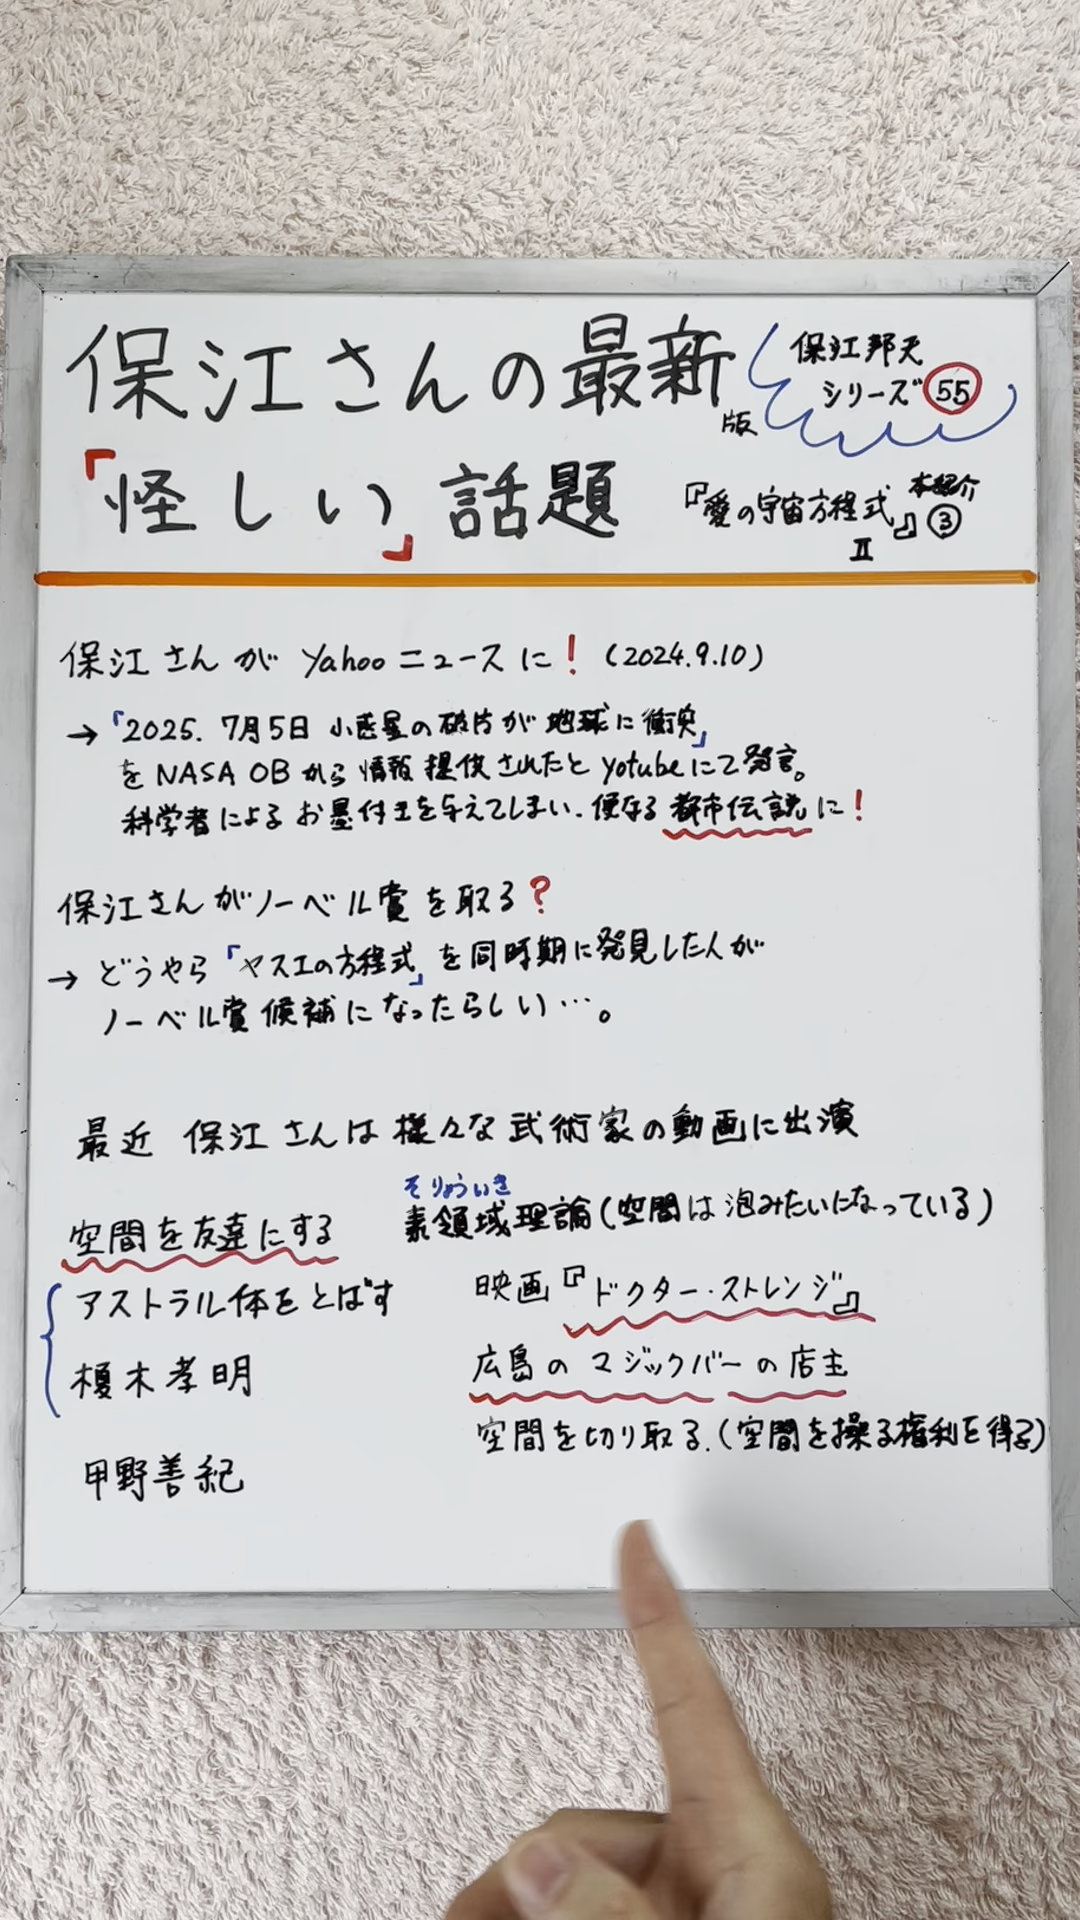 保江さんの最新版
「怪しい」話題
保江邦夫
シリーズ 55
『愛の宇宙方程式Ⅱ』本紹介③
保江さんが Yahooニュースに!(2024.9.10)
→「2025.7月5日 小惑星の破片が地球に衝突」
をNASA OBから情報提供されたとyotubeにて発言。
科学者によるお墨付きを与えてしまい、更なる都市伝説に!
保江さんがノーベル賞を取る?
→ どうやら「ヤスエの方程式」を同時期に発見した人が
ノーベル賞候補になったらしい…。
最近 保江さんは様々な武術家の動画に出演
空間を友達にする
アストラル体をとばす
榎木孝明
甲野善紀
そりょういき
素領域理論(空間は泡みたいになっている)
映画『ドクター・ストレンジ』
広島のマジックバーの店主
空間を切り取る.(空間を操る権利を得る)